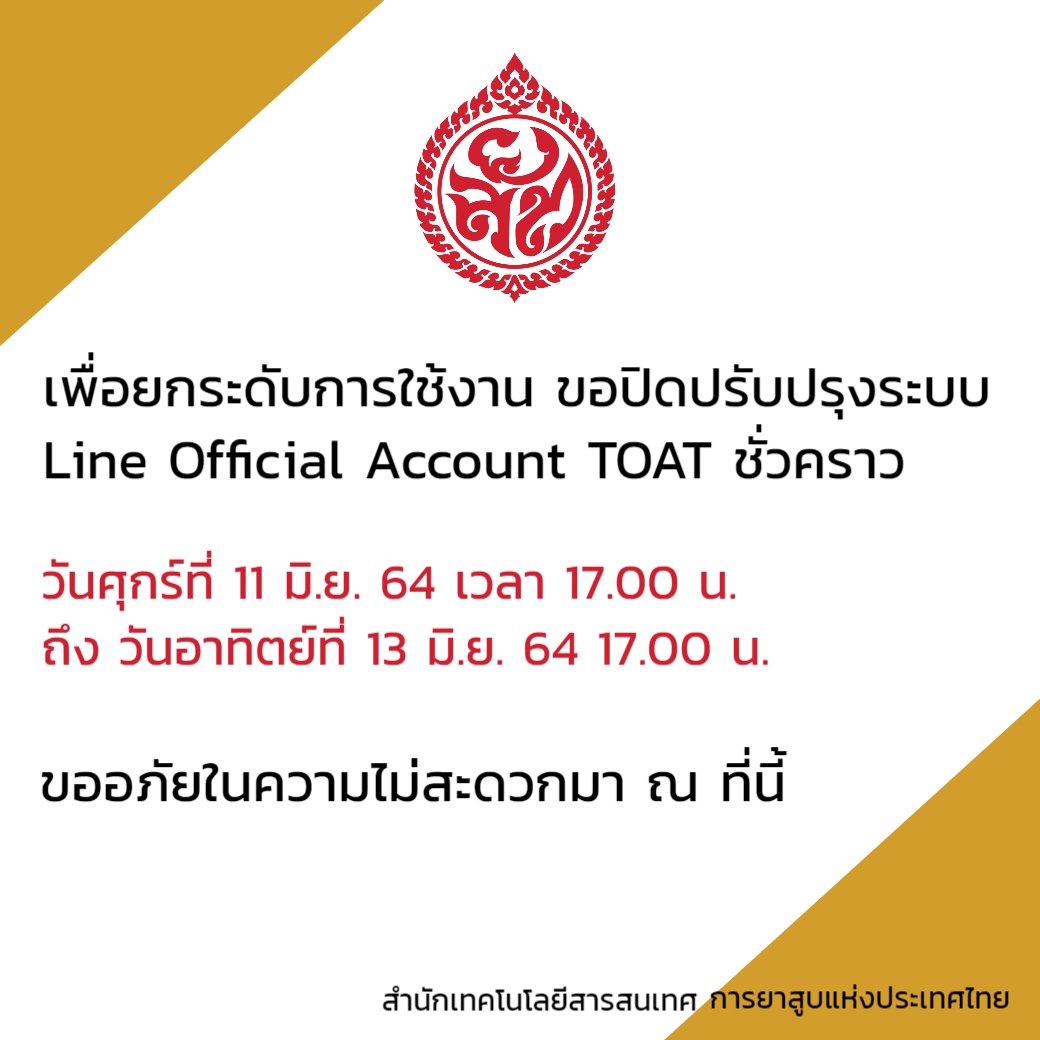 ยสท
เพื่อยกระดับการใช้งาน ขอปิดปรับปรุงระบบ
Line Official Account TOAT ชั่วคราว
วันศุกร์ที่ 11 มิ.ย. 64 เวลา 17.00 น.
ถึง วันอาทิตย์ที่ 13 มิ.ย. 64 17.00 น.
ขออภัยในความไม่สะดวกมา ณ ที่นี้
สำนักเทคโนโลยีสารสนเทศ การยาสูบแห่งประเทศไทย